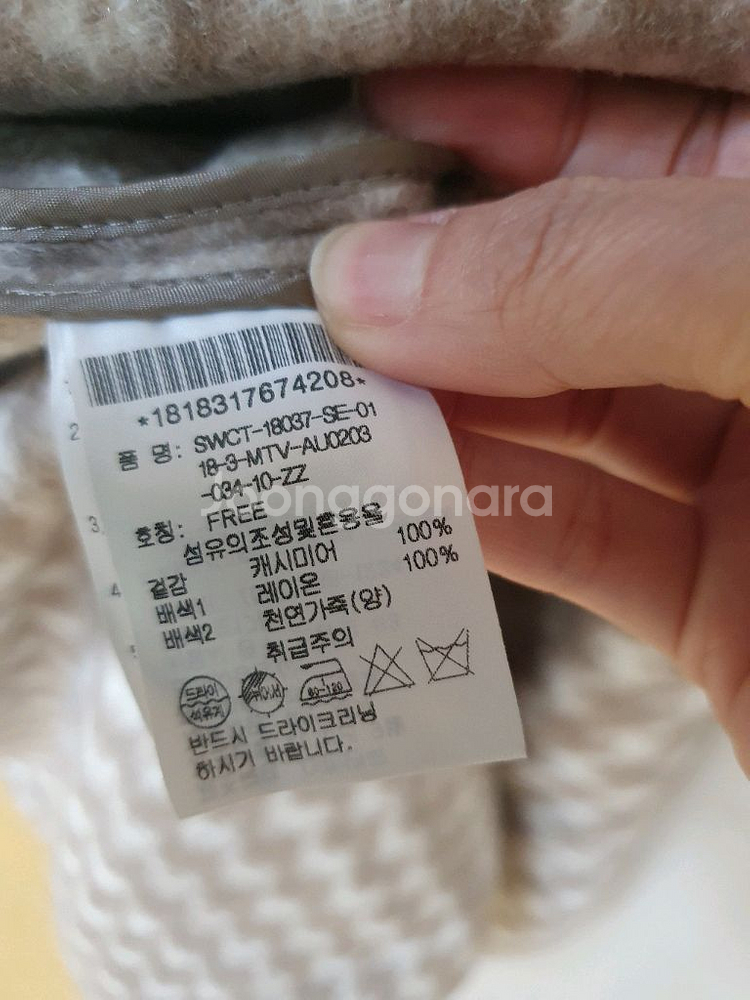 *1818317674208*
품 명: SWCT-18037-SE-01
18-3-MTV-AU0203
-034-10-ZZ
호칭: FREE
섬유의조성및혼용율
겉감 캐시미어 100%
배색1 레이온 100%
배색2 천연가죽(양)
취급주의
드라이
석유계
80~120
반드시 드라이크리닝
하시기 바랍니다.
2
3.
4
Joonggonara